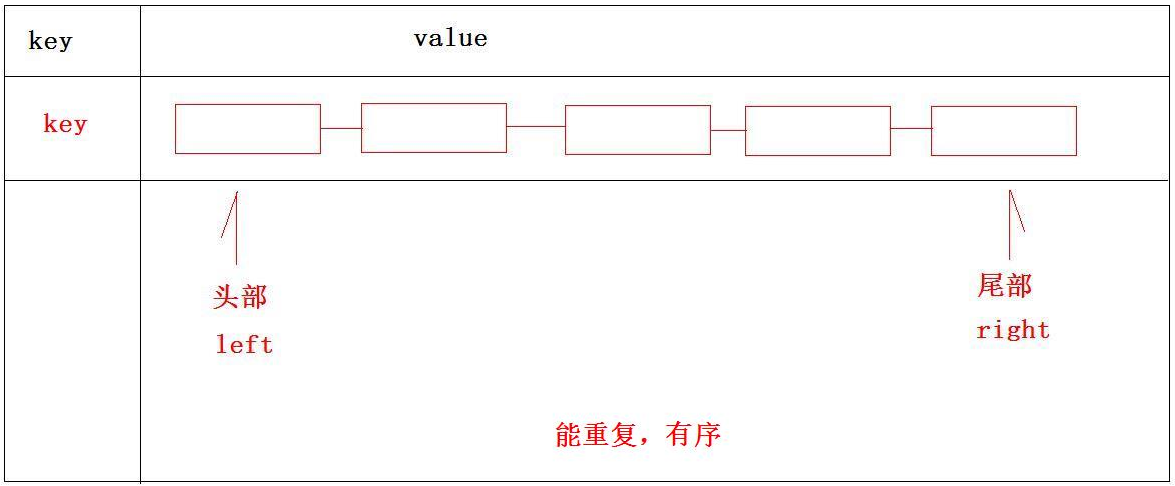 key
value
key
头部
left
尾部
right
能重复，有序